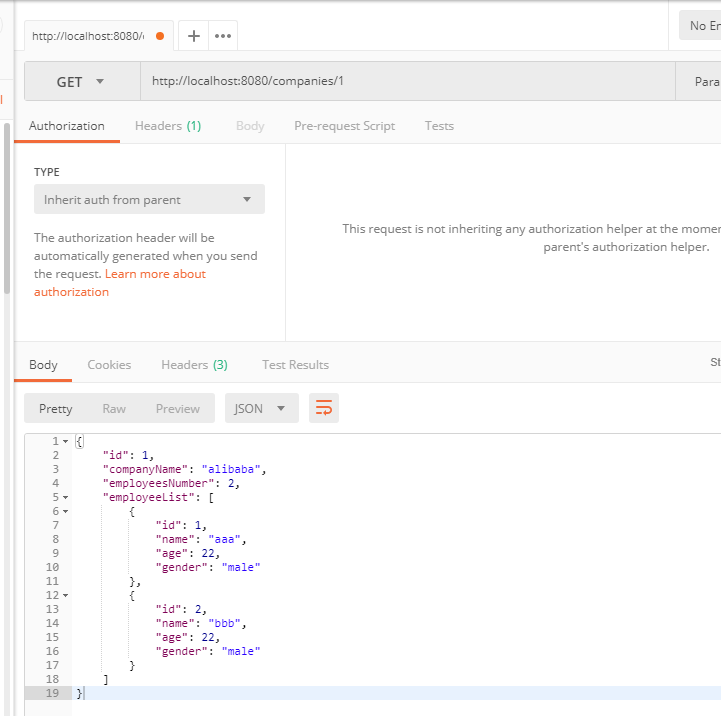 http://localhost:8080/
No
GET http://localhost:8080/companies/1
Authorization Headers (1) Body Pre-request Script Tests
TYPE
Inherit auth from parent
The authorization header will be
automatically generated when you send
the request. Learn more about
authorization
This request is not inheriting any authorization helper at the
parent's authorization helper.
Body Cookies Headers (3) Test Results
Pretty Raw Preview JSON
1 {
2 "id": 1,
3 "companyName": "alibaba",
4 "employeesNumber": 2,
5 "employeeList": [
6 {
7 "id": 1,
8 "name": "aaa",
9 "age": 22,
10 "gender": "male"
11 },
12 {
13 "id": 2,
14 "name": "bbb",
15 "age": 22,
16 "gender": "male"
17 }
18 ]
19 }